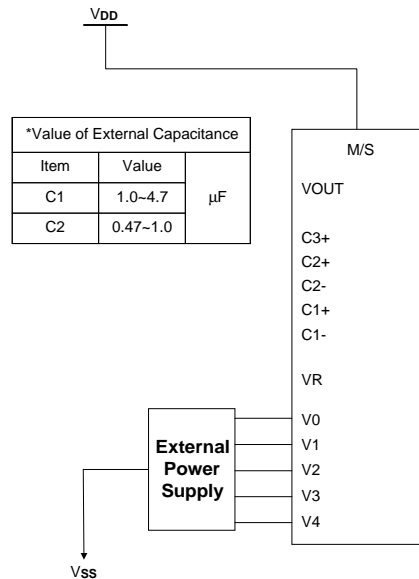 VDD
*Value of External Capacitance
Item Value
C1 1.0~4.7 μF
C2 0.47~1.0
M/S
VOUT
C3+
C2+
C2-
C1+
C1-
VR
V0
V1
V2
V3
V4
External
Power
Supply
VSS